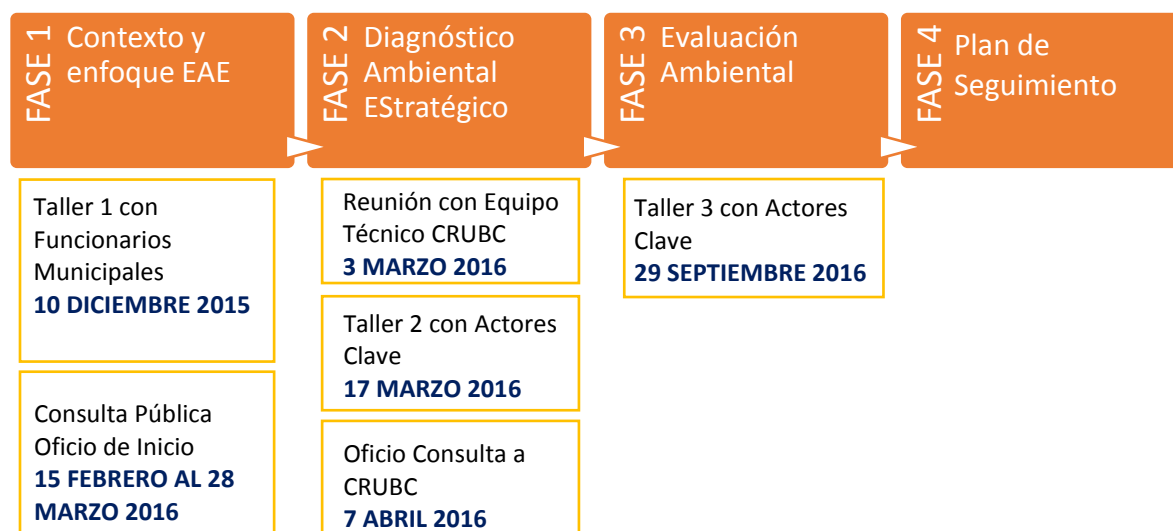 FASE 1
Contexto y
enfoque EAE
FASE 2
Diagnóstico
Ambiental
EStratégico
FASE 3
Evaluación
Ambiental
FASE 4
Plan de
Seguimiento
Taller 1 con
Funcionarios
Municipales
10 DICIEMBRE 2015
Consulta Pública
Oficio de Inicio
15 FEBRERO AL 28
MARZO 2016
Reunión con Equipo
Técnico CRUBC
3 MARZO 2016
Taller 2 con Actores
Clave
17 MARZO 2016
Oficio Consulta a
CRUBC
7 ABRIL 2016
Taller 3 con Actores
Clave
29 SEPTIEMBRE 2016